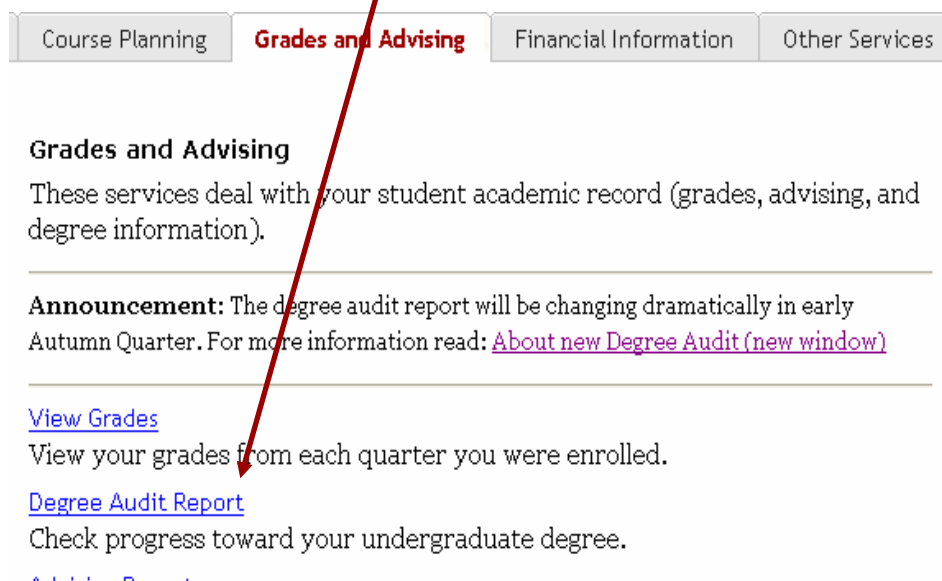 Course Planning Grades and Advising Financial Information Other Services
Grades and Advising
These services deal with your student academic record (grades, advising, and
degree information).
Announcement: The degree audit report will be changing dramatically in early
Autumn Quarter. For more information read: About new Degree Audit (new window)
View Grades
View your grades from each quarter you were enrolled.
Degree Audit Report
Check progress toward your undergraduate degree.